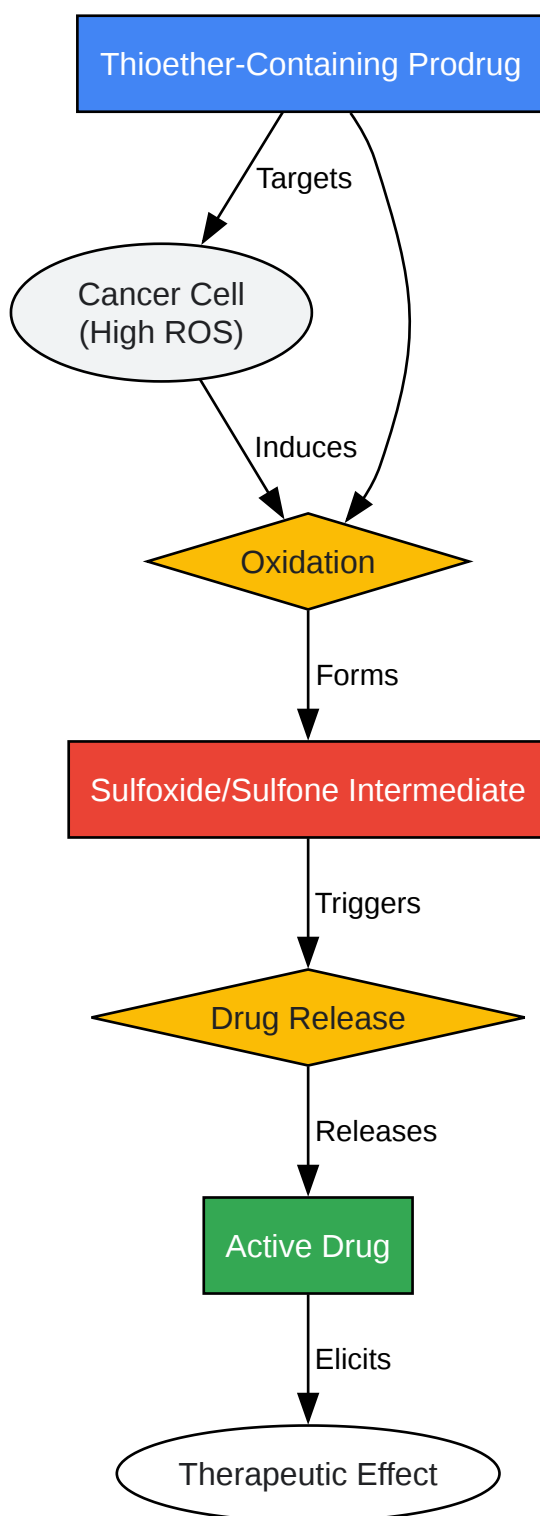 Thioether-Containing Prodrug
Targets
Cancer Cell
(High ROS)
Induces
Oxidation
Forms
Sulfoxide/Sulfone Intermediate
Triggers
Drug Release
Releases
Active Drug
Elicits
Therapeutic Effect